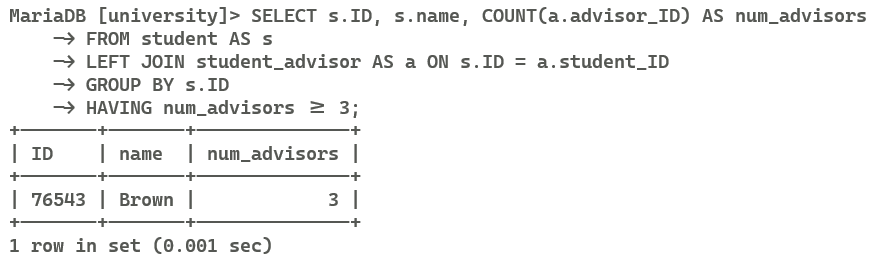 MariaDB [university]> SELECT s.ID, s.name, COUNT(a.advisor_ID) AS num_advisors
    -> FROM student AS s
    -> LEFT JOIN student_advisor AS a ON s.ID = a.student_ID
    -> GROUP BY s.ID
    -> HAVING num_advisors >= 3;
+-------+-------+--------------+
| ID    | name  | num_advisors |
+-------+-------+--------------+
| 76543 | Brown |            3 |
+-------+-------+--------------+
1 row in set (0.001 sec)